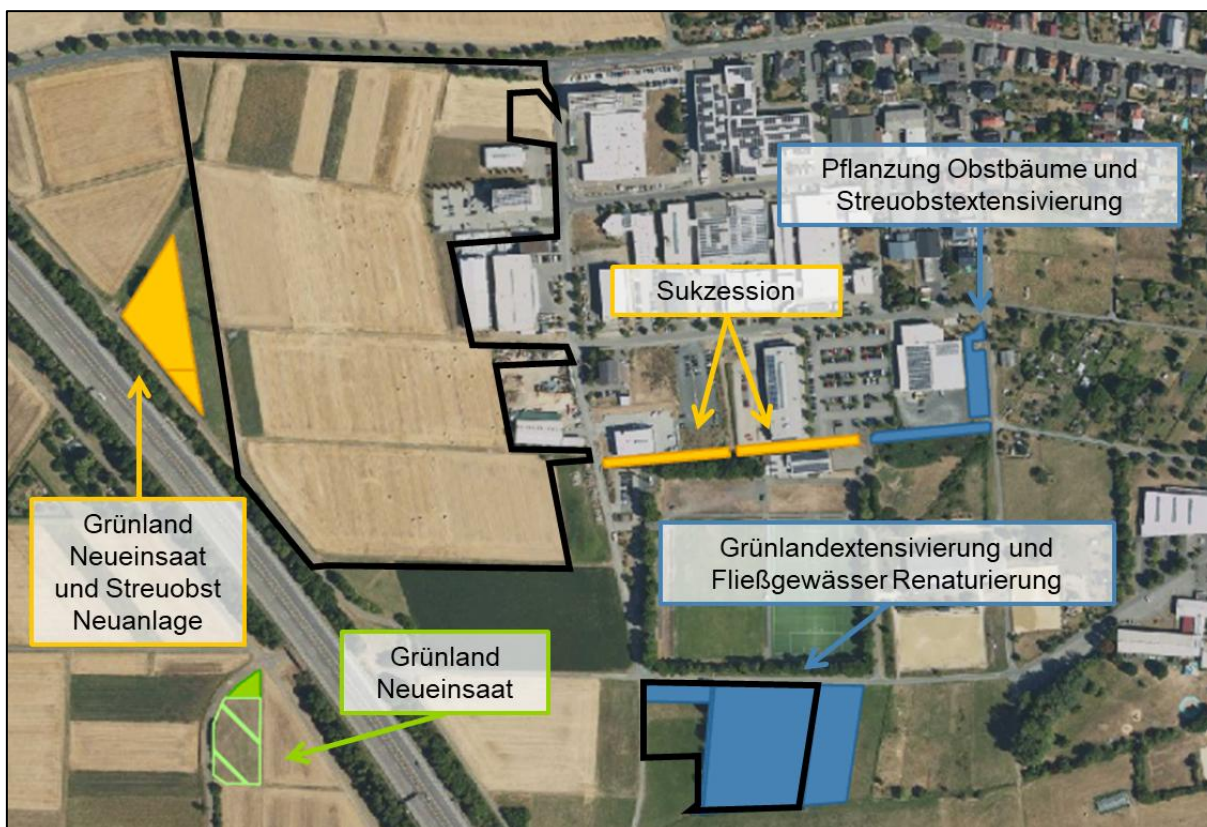 Pflanzung Obstbäume und
Streuobstextensivierung
Sukzession
Grünland
Neueinsaat
und Streuobst
Neuanlage
Grünlandextensivierung und
Fließgewässer Renaturierung
Grünland
Neueinsaat